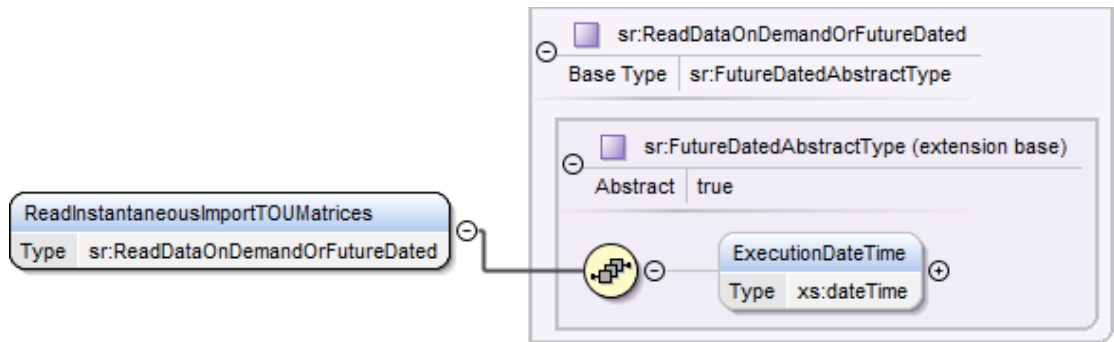 sr:ReadDataOnDemandOrFutureDated
Base Type sr:FutureDatedAbstractType
sr:FutureDatedAbstractType (extension base)
Abstract true
ReadInstantaneousImportTOUMatrices
Type sr:ReadDataOnDemandOrFutureDated
ExecutionDateTime
Type xs:dateTime